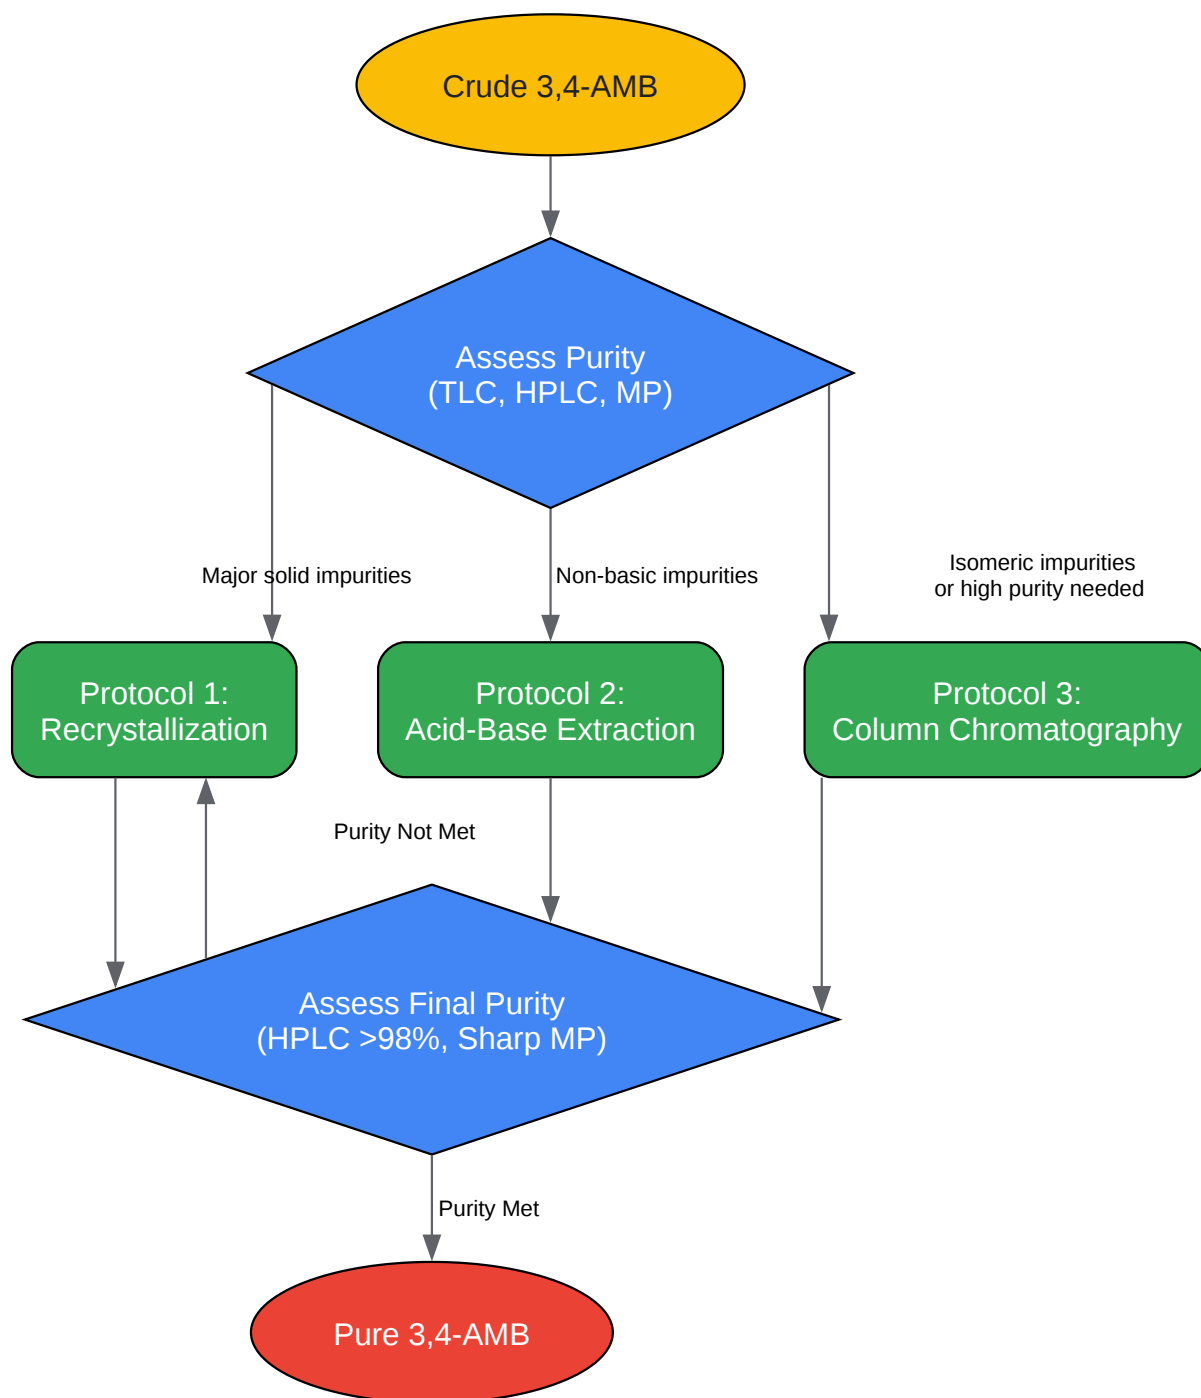 Crude 3,4-AMB
Assess Purity
(TLC, HPLC, MP)
Major solid impurities
Non-basic impurities
Isomeric impurities
or high purity needed
Protocol 1:
Recrystallization
Protocol 2:
Acid-Base Extraction
Protocol 3:
Column Chromatography
Purity Not Met
Assess Final Purity
(HPLC >98%, Sharp MP)
Purity Met
Pure 3,4-AMB